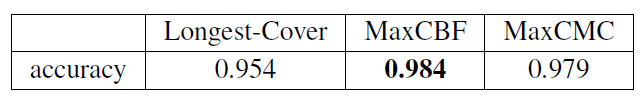 Longest-Cover MaxCBF MaxCMC
accuracy 0.954 0.984 0.979